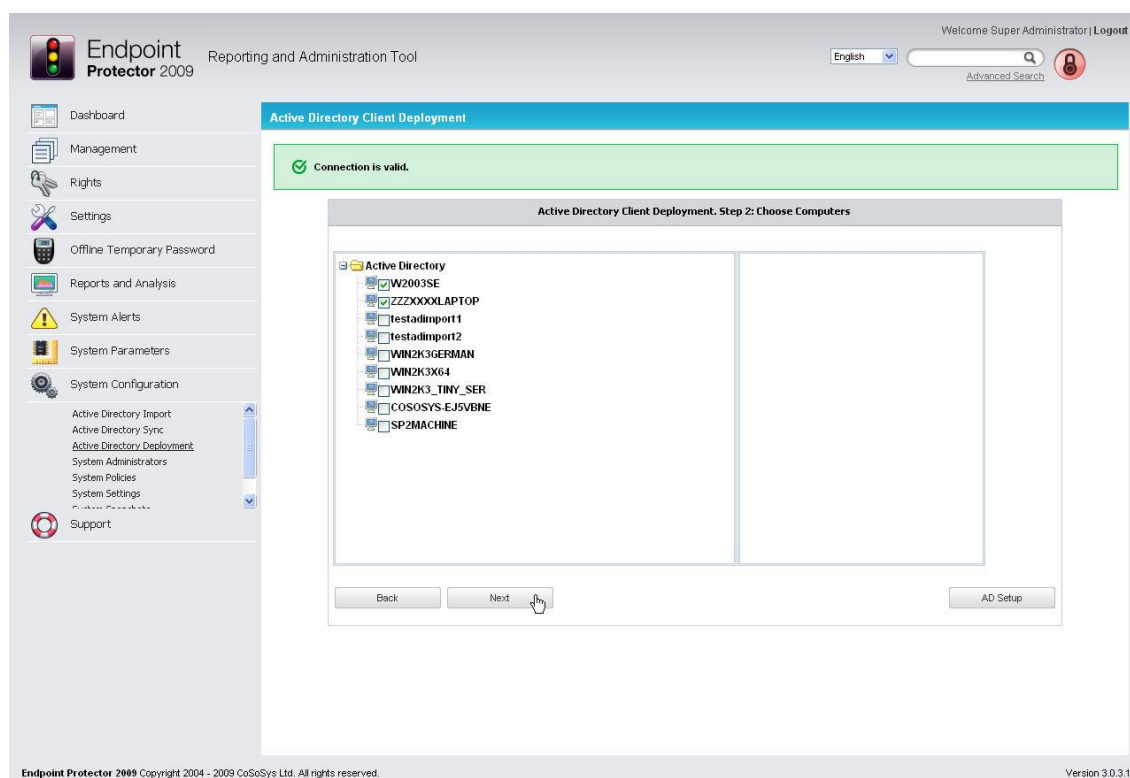 Welcome Super Administrator | Logout
Endpoint
Protector 2009
Reporting and Administration Tool
English
Advanced Search
Dashboard
Management
Rights
Settings
Offline Temporary Password
Reports and Analysis
System Alerts
System Parameters
System Configuration
Active Directory Import
Active Directory Sync
Active Directory Deployment
System Administrators
System Policies
System Settings
System Snapshots
Support
Active Directory Client Deployment
Connection is valid.
Active Directory Client Deployment. Step 2: Choose Computers
Active Directory
W2003SE
ZZZXXXXLAPTOP
testadimport1
testadimport2
WIN2K3GERMAN
WIN2K3X64
WIN2K3_TINY_SER
COSOSYS-EJ5VBNE
SP2MACHINE
Back
Next
AD Setup
Endpoint Protector 2009 Copyright 2004 - 2009 CoSoSys Ltd. All rights reserved.
Version 3.0.3.1